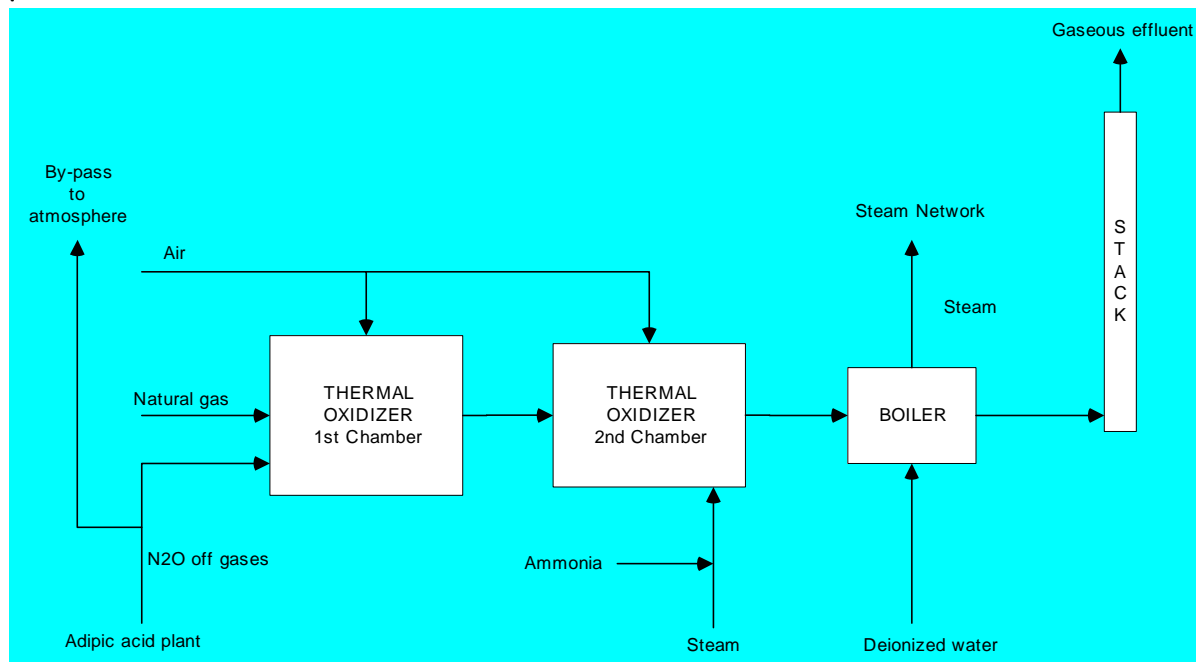 Gaseous effluent
By-pass
to
atmosphere
Steam Network
Air
S
T
A
C
K
Steam
THERMAL
OXIDIZER
1st Chamber
THERMAL
OXIDIZER
2nd Chamber
Natural gas
BOILER
N2O off gases
Ammonia
Adipic acid plant
Steam
Deionized water